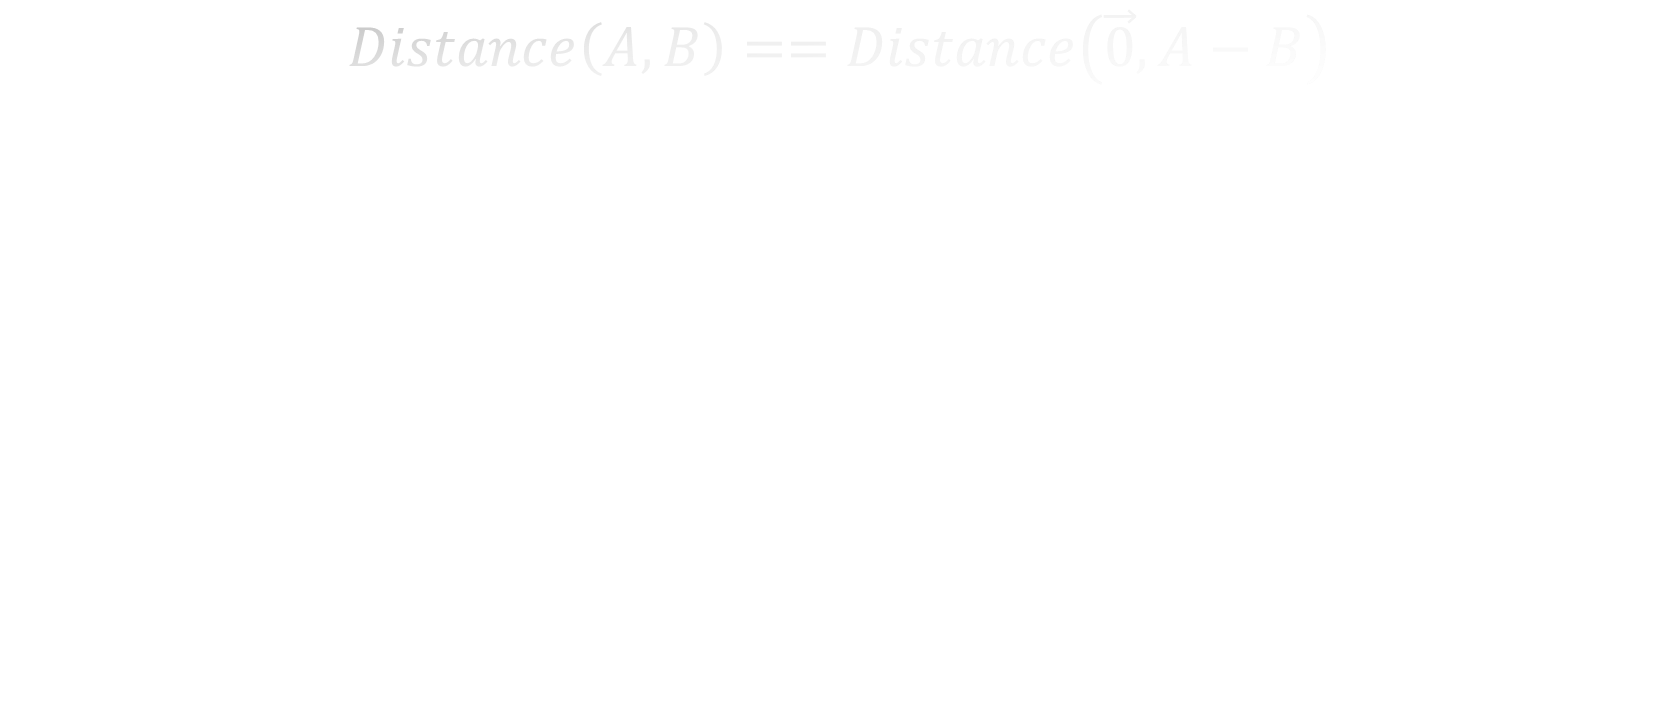 Distance(A, B) == Distance(0⃗, A − B)